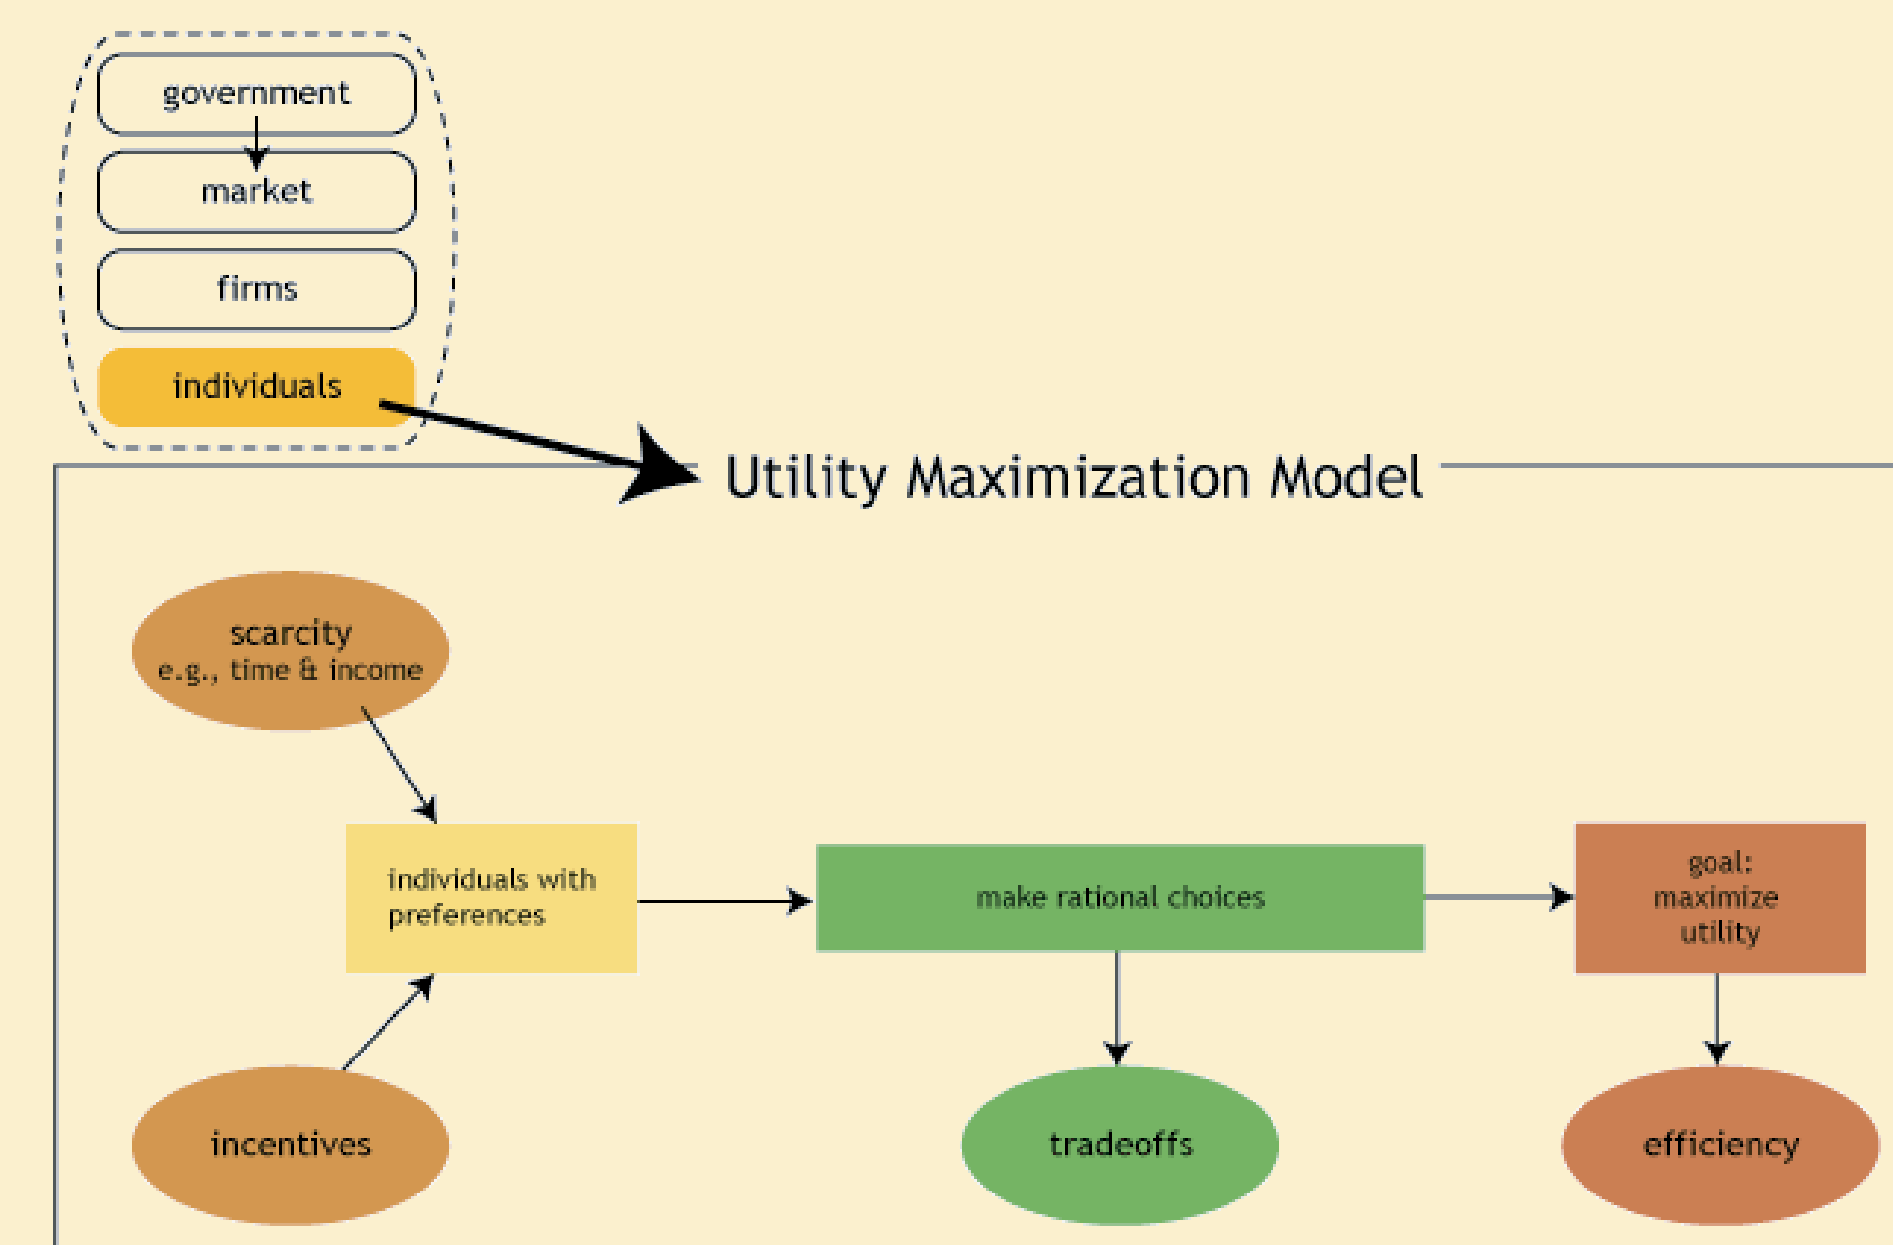 government
market
firms
individuals
Utility Maximization Model
scarcity
e.g., time & income
individuals with
preferences
make rational choices
goal:
maximize
utility
incentives
tradeoffs
efficiency